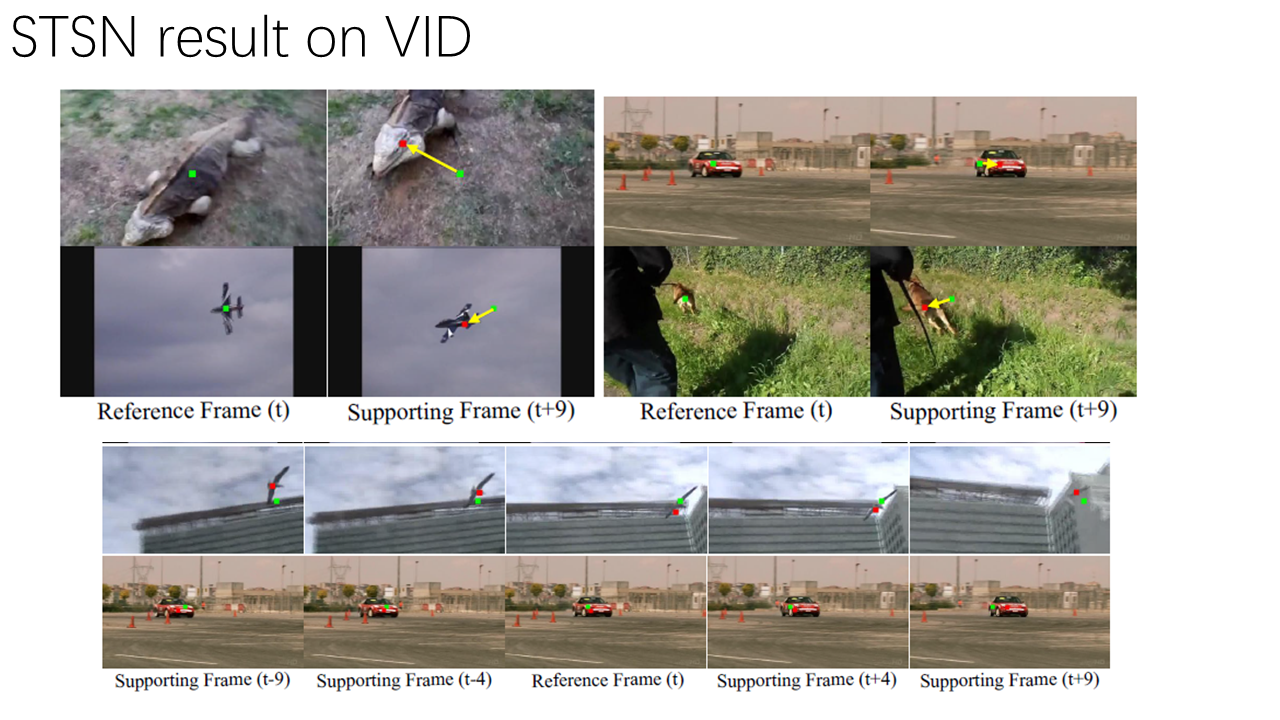 STSN result on VID
Reference Frame (t)
Supporting Frame (t+9)
Reference Frame (t)
Supporting Frame (t+9)
Supporting Frame (t-9)
Supporting Frame (t-4)
Reference Frame (t)
Supporting Frame (t+4)
Supporting Frame (t+9)